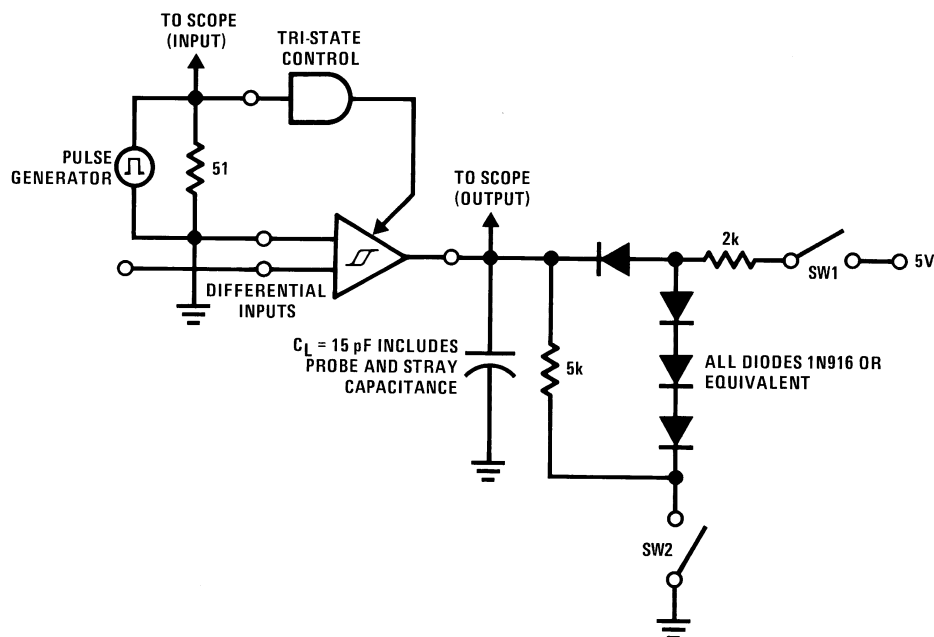 TO SCOPE
(INPUT)
TRI-STATE
CONTROL
PULSE
GENERATOR
51
TO SCOPE
(OUTPUT)
2k
SW1
5V
DIFFERENTIAL
INPUTS
CL = 15 pF INCLUDES
PROBE AND STRAY
CAPACITANCE
5k
ALL DIODES 1N916 OR
EQUIVALENT
SW2